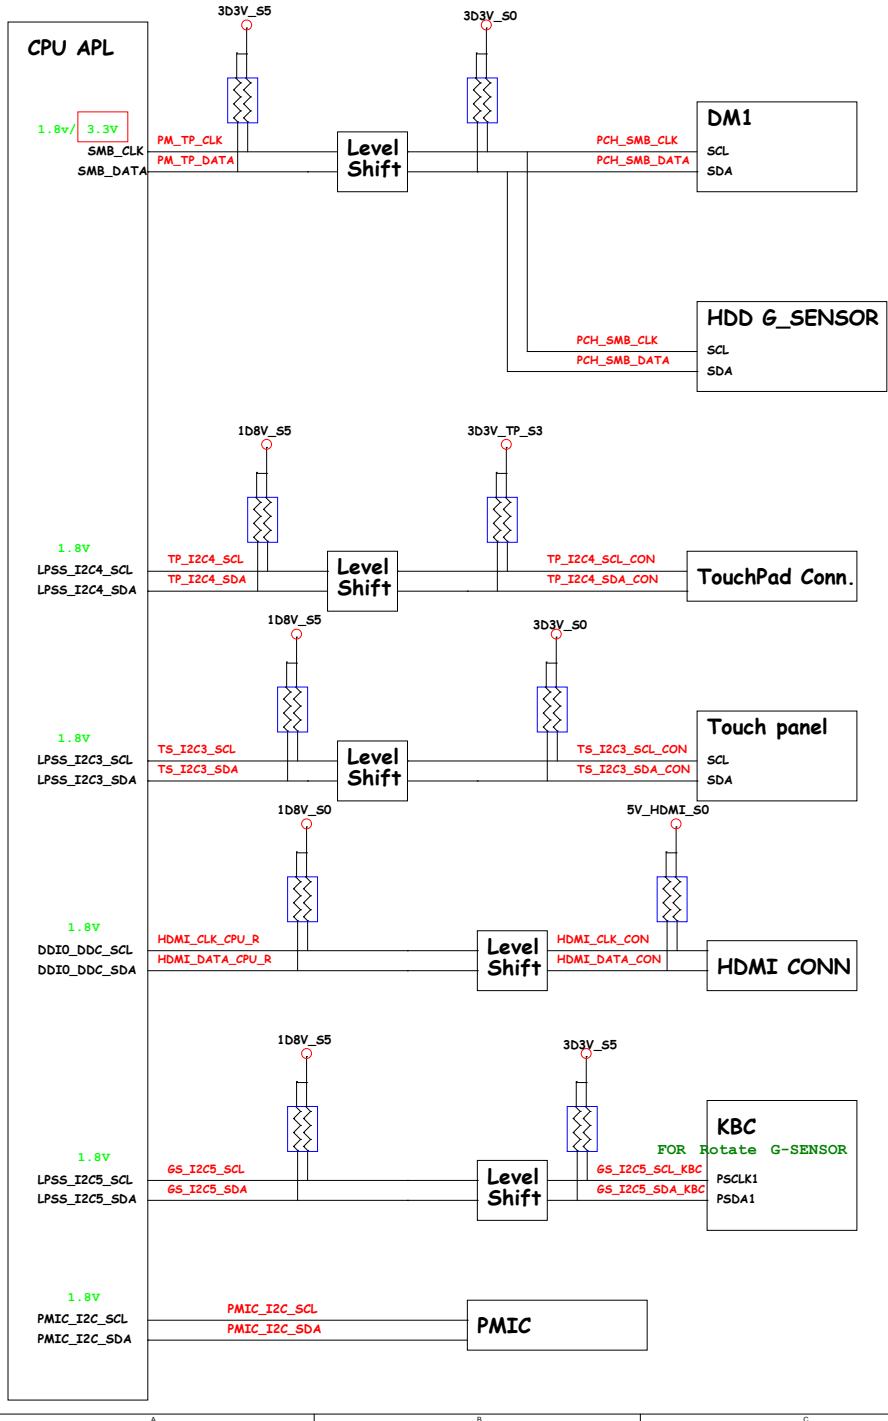 3D3V_S5
3D3V_S0
CPU APL
1.8v/ 3.3V
DM1
PM_TP_CLK
PCH_SMB_CLK
SMB_CLK
Level
Shift
SCL
PM_TP_DATA
PCH_SMB_DATA
SMB_DATA
SDA
HDD G_SENSOR
PCH_SMB_CLK
SCL
PCH_SMB_DATA
SDA
1D8V_S5
3D3V_TP_S3
1.8V
TP_I2C4_SCL
TP_I2C4_SCL_CON
LPSS_I2C4_SCL
Level
Shift
TouchPad Conn.
TP_I2C4_SDA
TP_I2C4_SDA_CON
LPSS_I2C4_SDA
1D8V_S5
3D3V_S0
Touch panel
1.8V
TS_I2C3_SCL
TS_I2C3_SCL_CON
LPSS_I2C3_SCL
Level
Shift
SCL
TS_I2C3_SDA
TS_I2C3_SDA_CON
LPSS_I2C3_SDA
SDA
1D8V_S0
5V_HDMI_S0
1.8V
HDMI_CLK_CPU_R
HDMI_CLK_CON
DDI0_DDC_SCL
Level
Shift
HDMI CONN
HDMI_DATA_CPU_R
HDMI_DATA_CON
DDI0_DDC_SDA
1D8V_S5
3D3V_S5
KBC
FOR Rotate G-SENSOR
1.8V
GS_I2C5_SCL
GS_I2C5_SCL_KBC
LPSS_I2C5_SCL
Level
Shift
PSCLK1
GS_I2C5_SDA
GS_I2C5_SDA_KBC
LPSS_I2C5_SDA
PSDA1
1.8V
PMIC_I2C_SCL
PMIC_I2C_SCL
PMIC
PMIC_I2C_SDA
PMIC_I2C_SDA
A B C